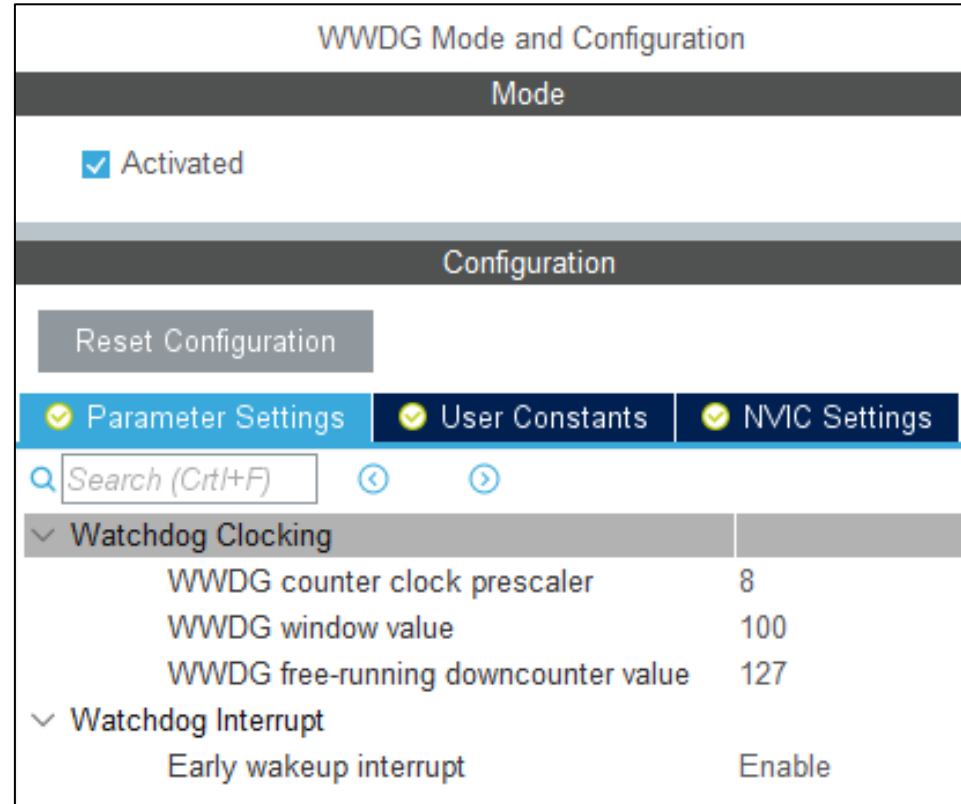 WWDG Mode and Configuration
Mode
Activated
Configuration
Reset Configuration
Parameter Settings User Constants NVIC Settings
Search (Crtl+F)
Watchdog Clocking
WWDG counter clock prescaler 8
WWDG window value 100
WWDG free-running downcounter value 127
Watchdog Interrupt
Early wakeup interrupt Enable